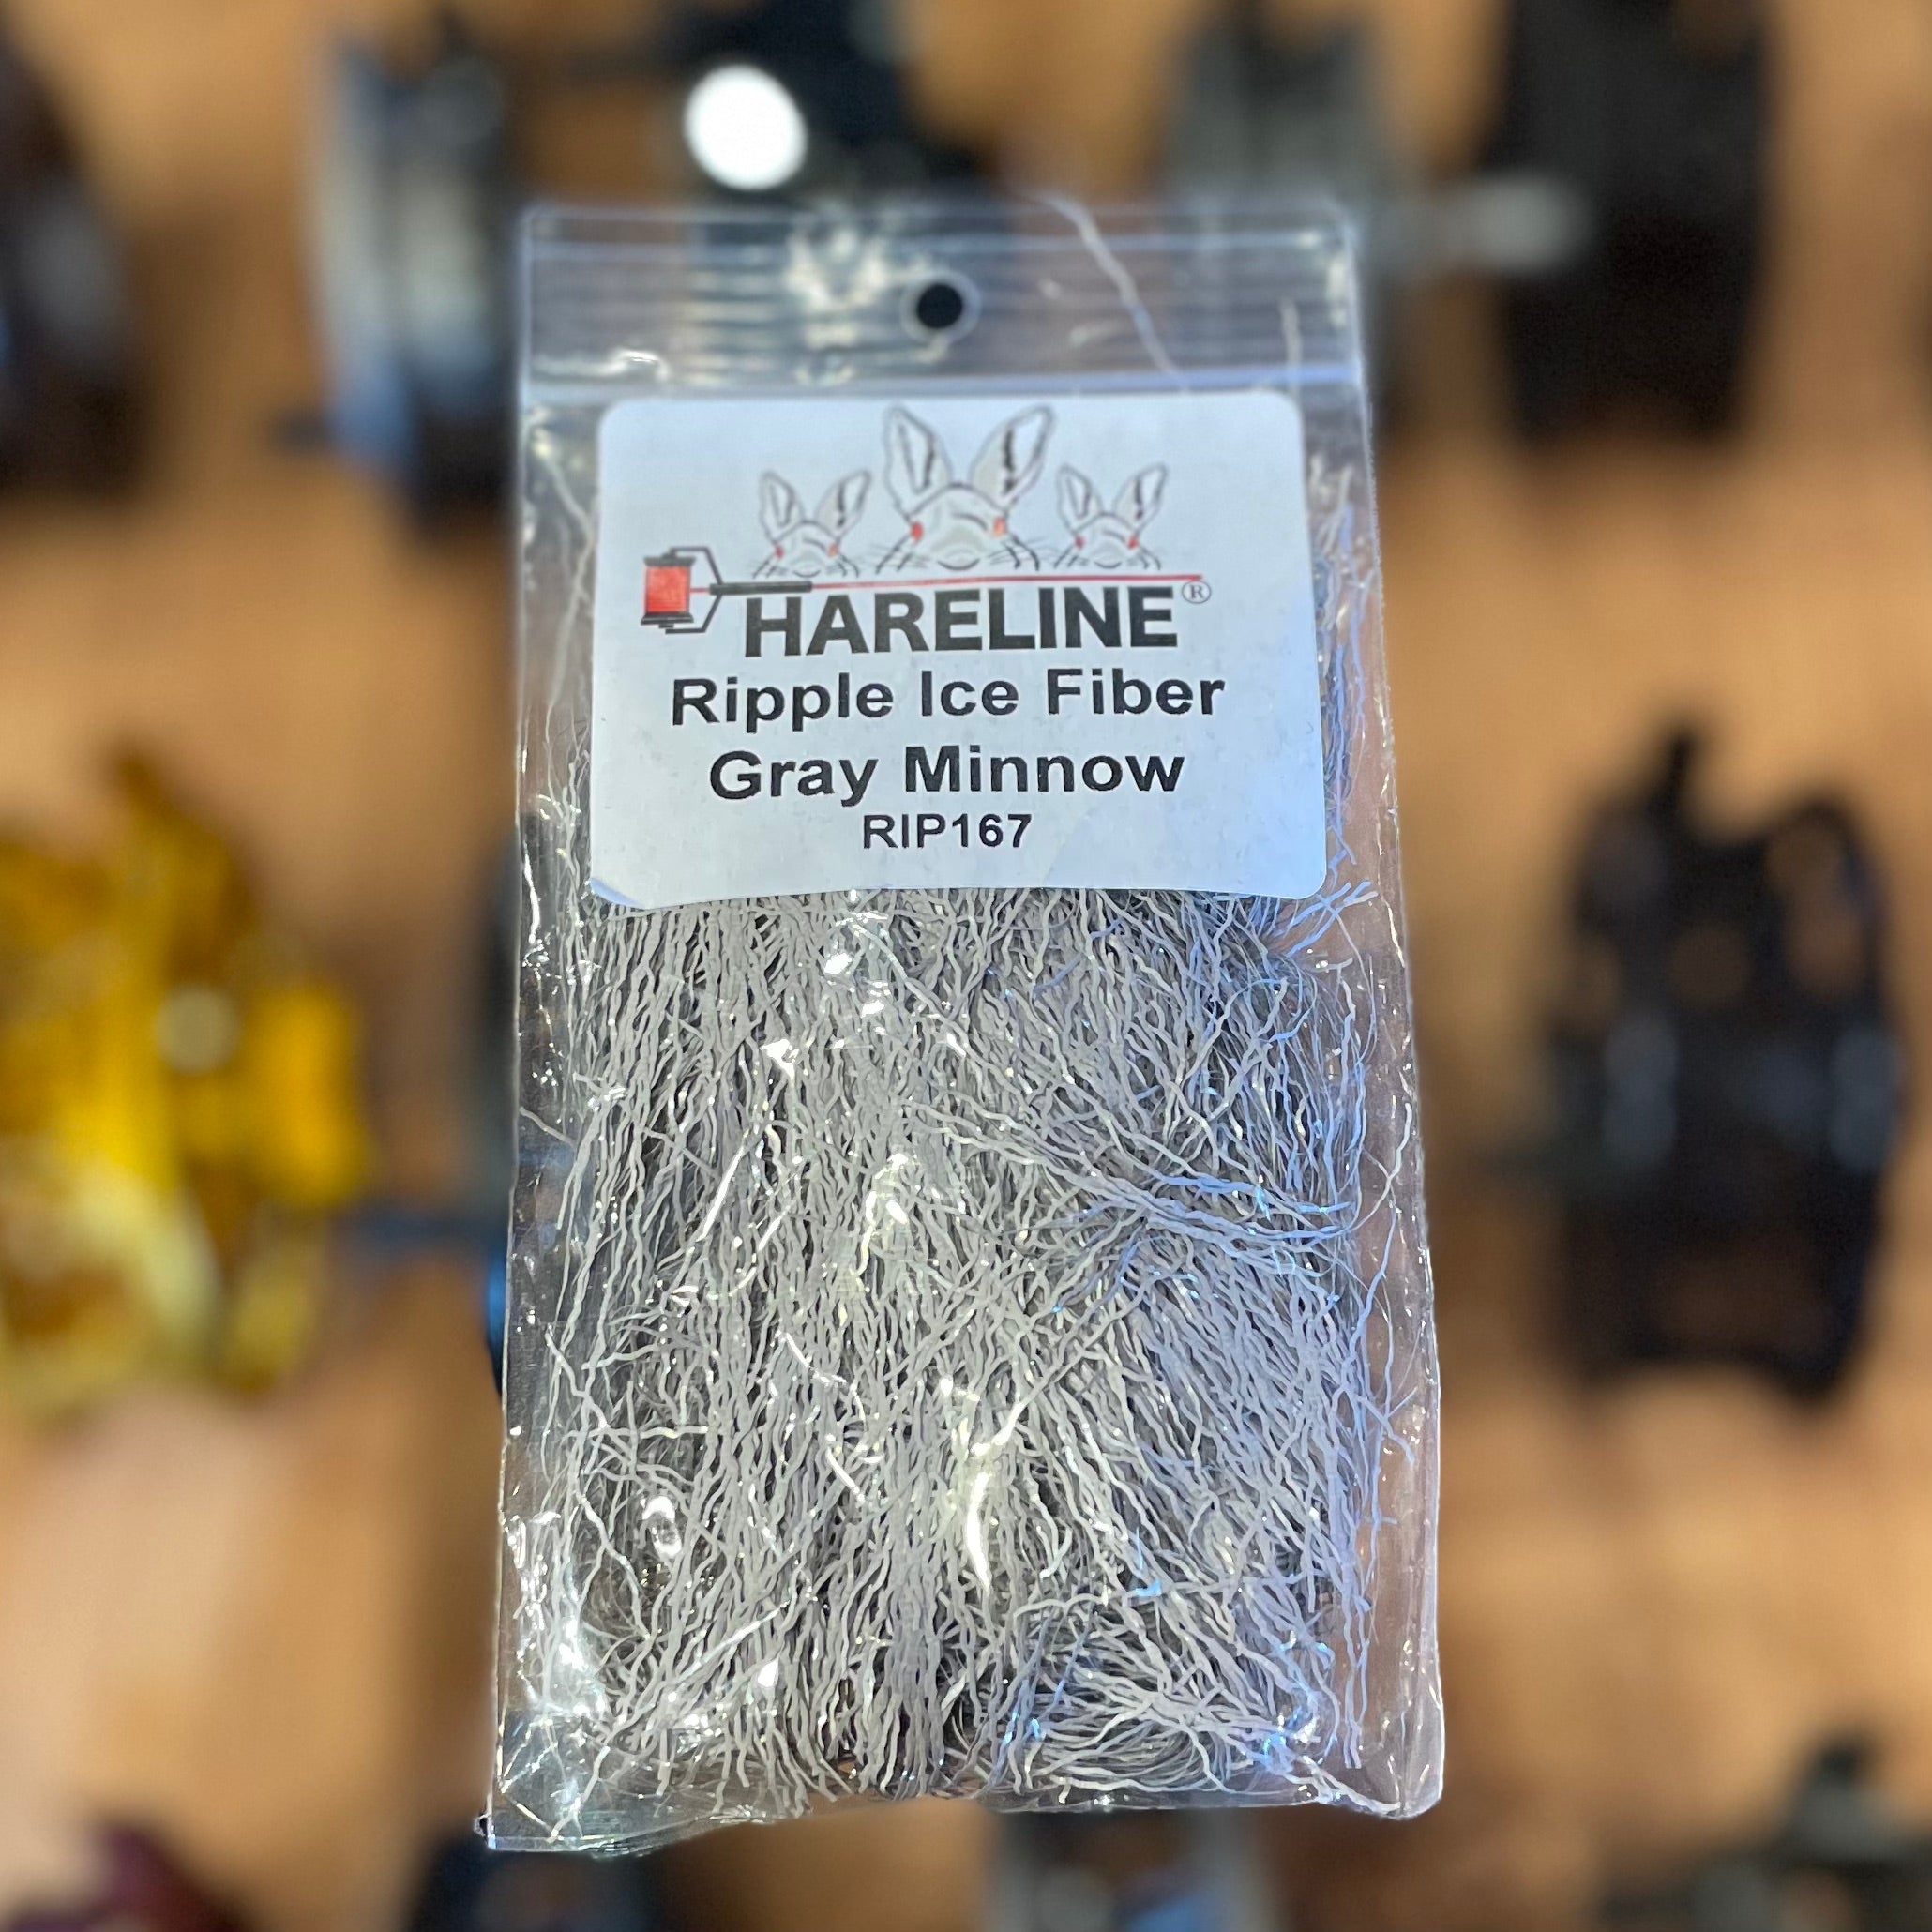 HARELINE®
Ripple Ice Fiber
Gray Minnow
RIP167